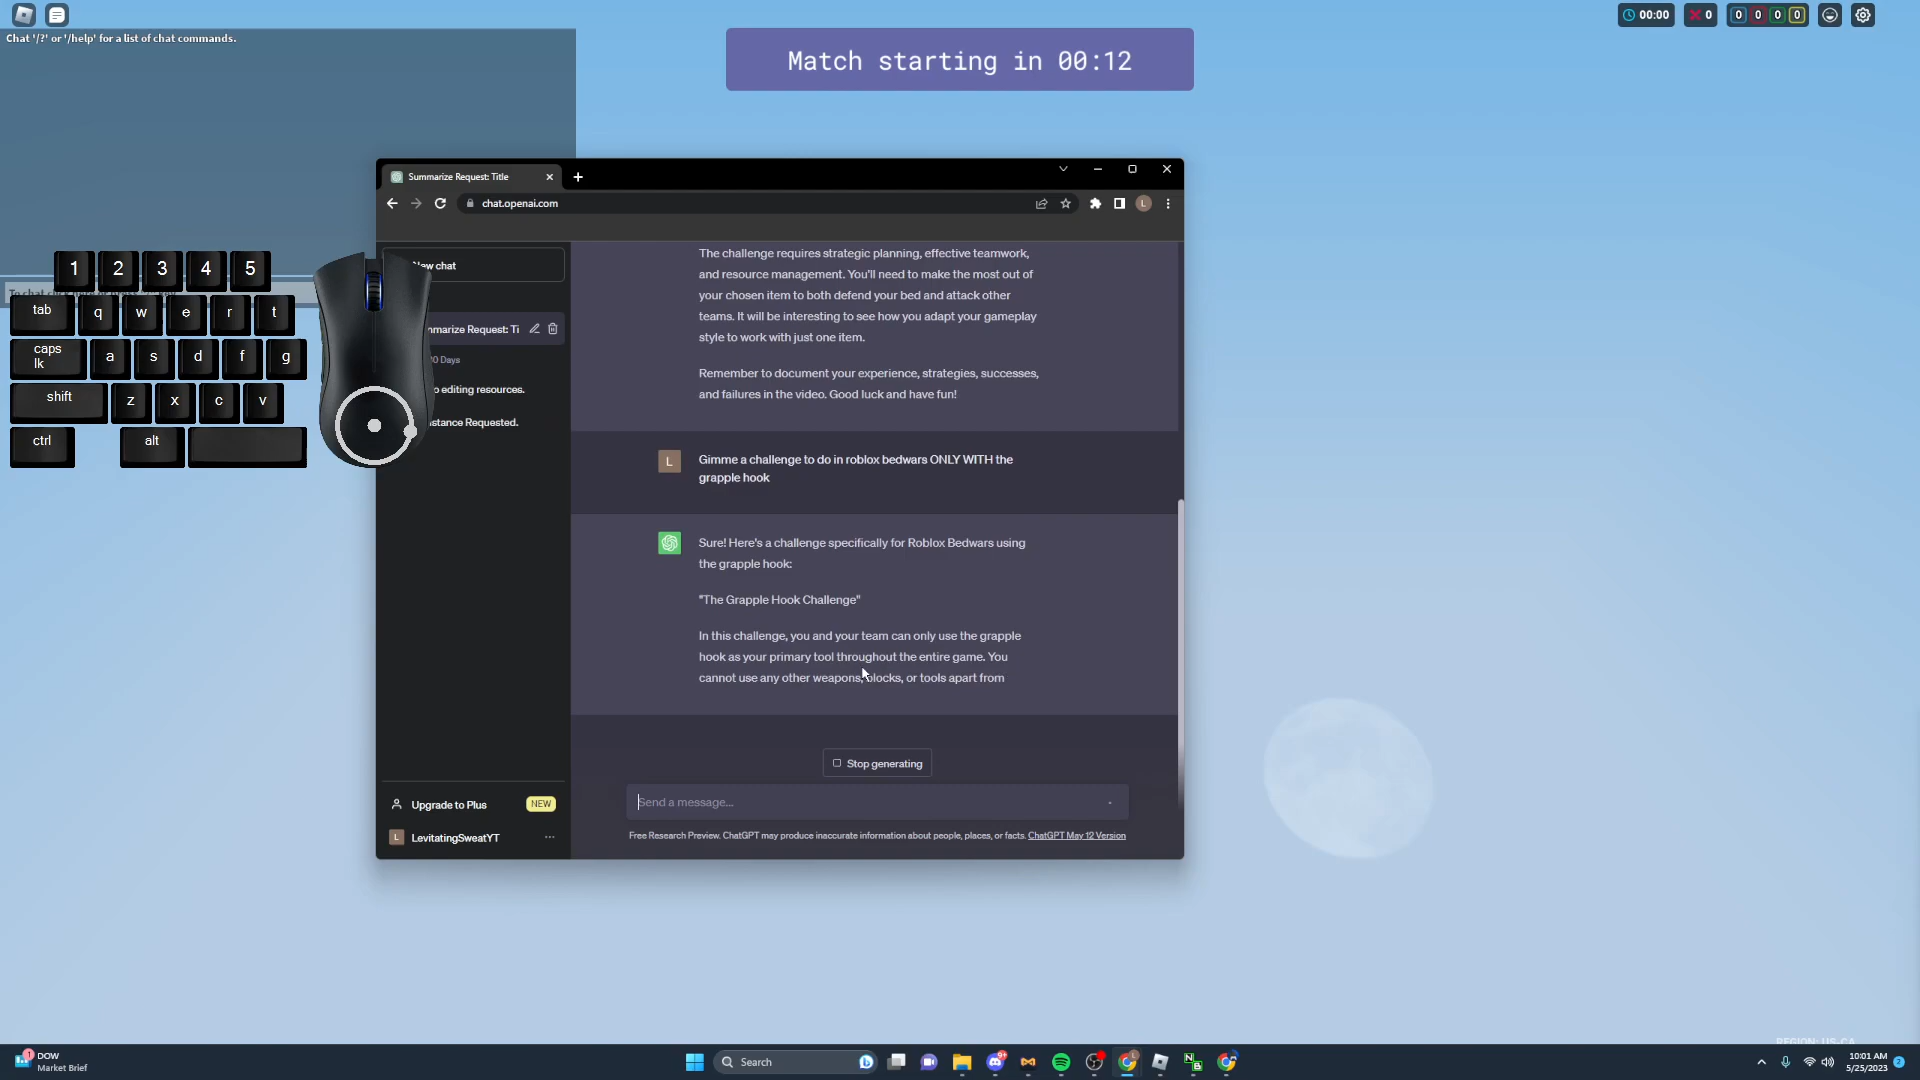 Chat '/?' or '/help' for a list of chat commands.
00:00
0
0 0 0 0
Match starting in 00:12
Summarize Request: Title
chat.openai.com
L
The challenge requires strategic planning, effective teamwork,
and resource management. You'll need to make the most out of
your chosen item to both defend your bed and attack other
teams. It will be interesting to see how you adapt your gameplay
style to work with just one item.
Remember to document your experience, strategies, successes,
and failures in the video. Good luck and have fun!
1 2 3 4 5
tab q w e r t
caps lk a s d f g
shift z x c v
ctrl alt
chat
Request: Ti
Days
editing resources.
Requested.
L
Gimme a challenge to do in roblox bedwars ONLY WITH the
grapple hook
Sure! Here's a challenge specifically for Roblox Bedwars using
the grapple hook:
"The Grapple Hook Challenge"
In this challenge, you and your team can only use the grapple
hook as your primary tool throughout the entire game. You
cannot use any other weapons, blocks, or tools apart from
Stop generating
Send a message...
Free Research Preview. ChatGPT may produce inaccurate information about people, places, or facts. ChatGPT May 12 Version
Upgrade to Plus NEW
L LevitatingSweatYT
REGION: US-CA
1 DOW
Market Brief
Search
9+
10:01 AM
5/25/2023
2